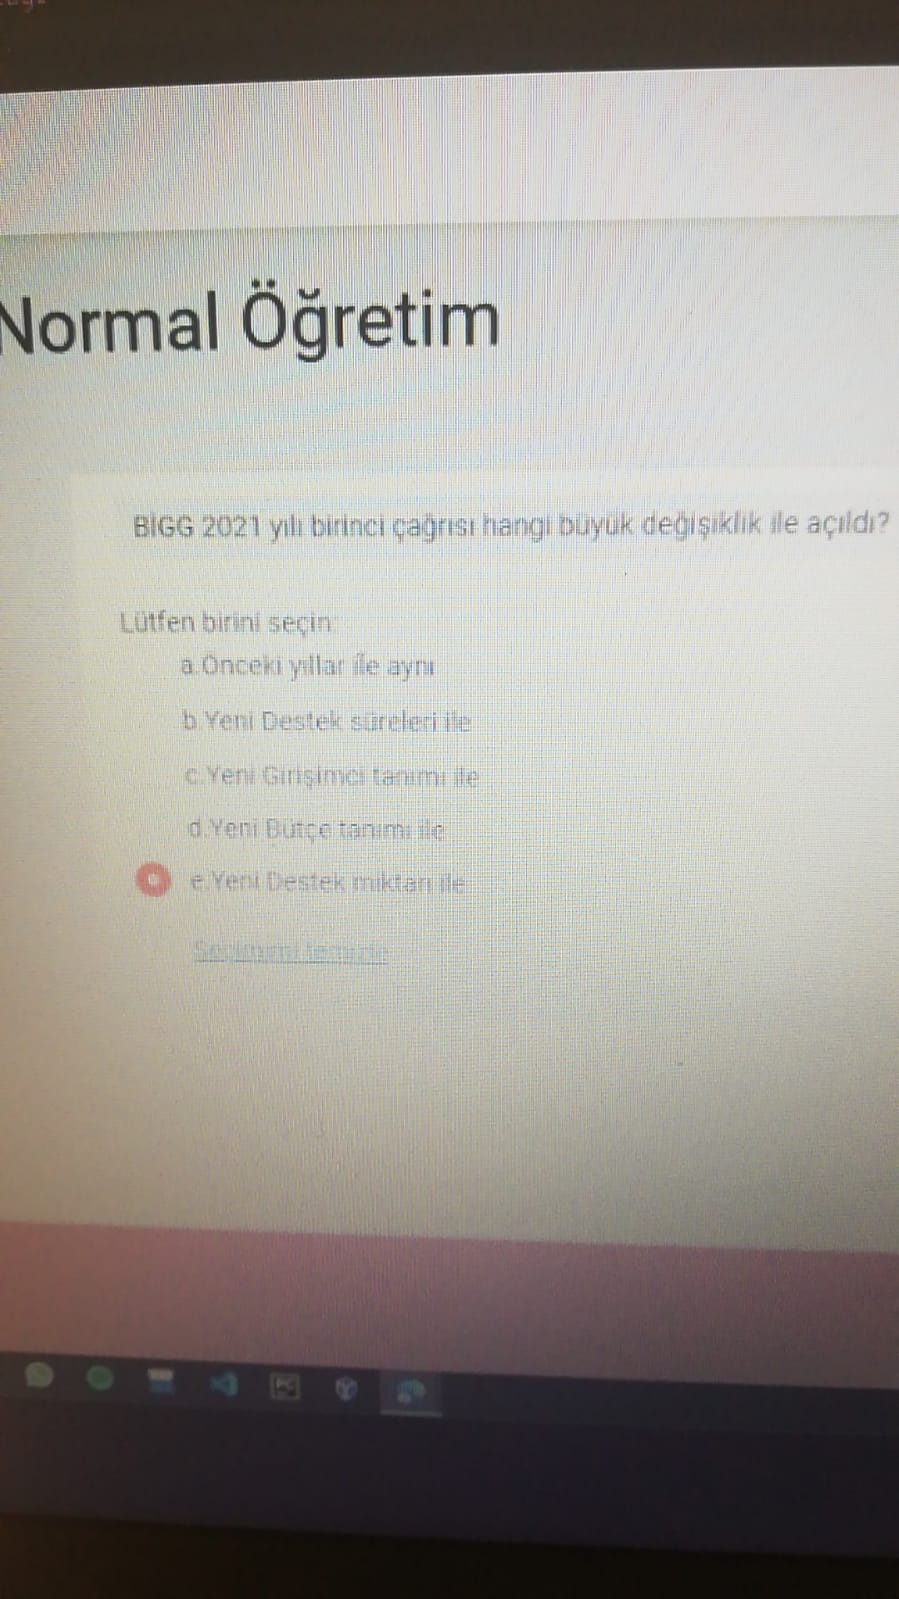 Normal Öğretim
BİGG 2021 yılı birinci çağrısı hangi büyük değişiklik ile açıldı?
Lütfen birini seçin:
a.Önceki yıllar ile aynı
b.Yeni Destek süreleri ile
c.Yeni Girişimci tanımı ile
d.Yeni Bütçe tanımı ile
e.Yeni Destek miktarı ile
Seçimimi temizle